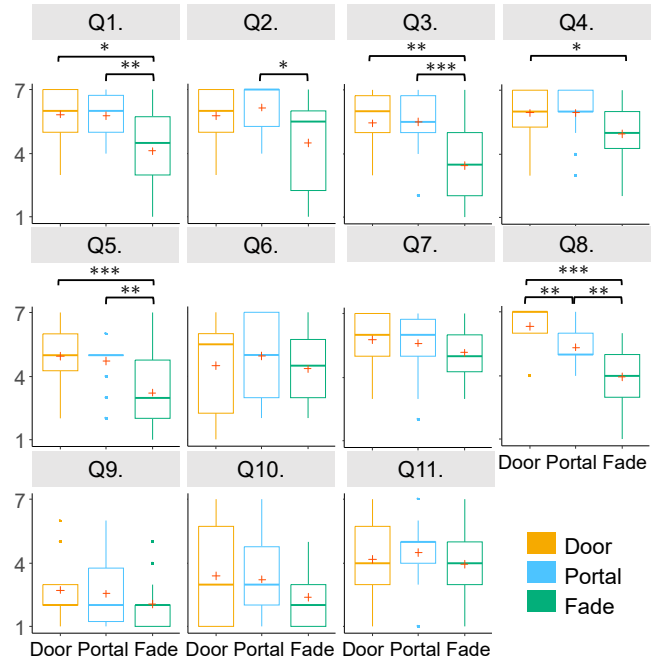 Q1. Q2. Q3. Q4.
* * ** *
** ***
7
4
1
Q5. Q6. Q7. Q8.
*** ***
** ** **
7
4
1
Door Portal Fade
Q9. Q10. Q11.
7
4
1
Door
Portal
Fade
Door Portal Fade Door Portal Fade Door Portal Fade